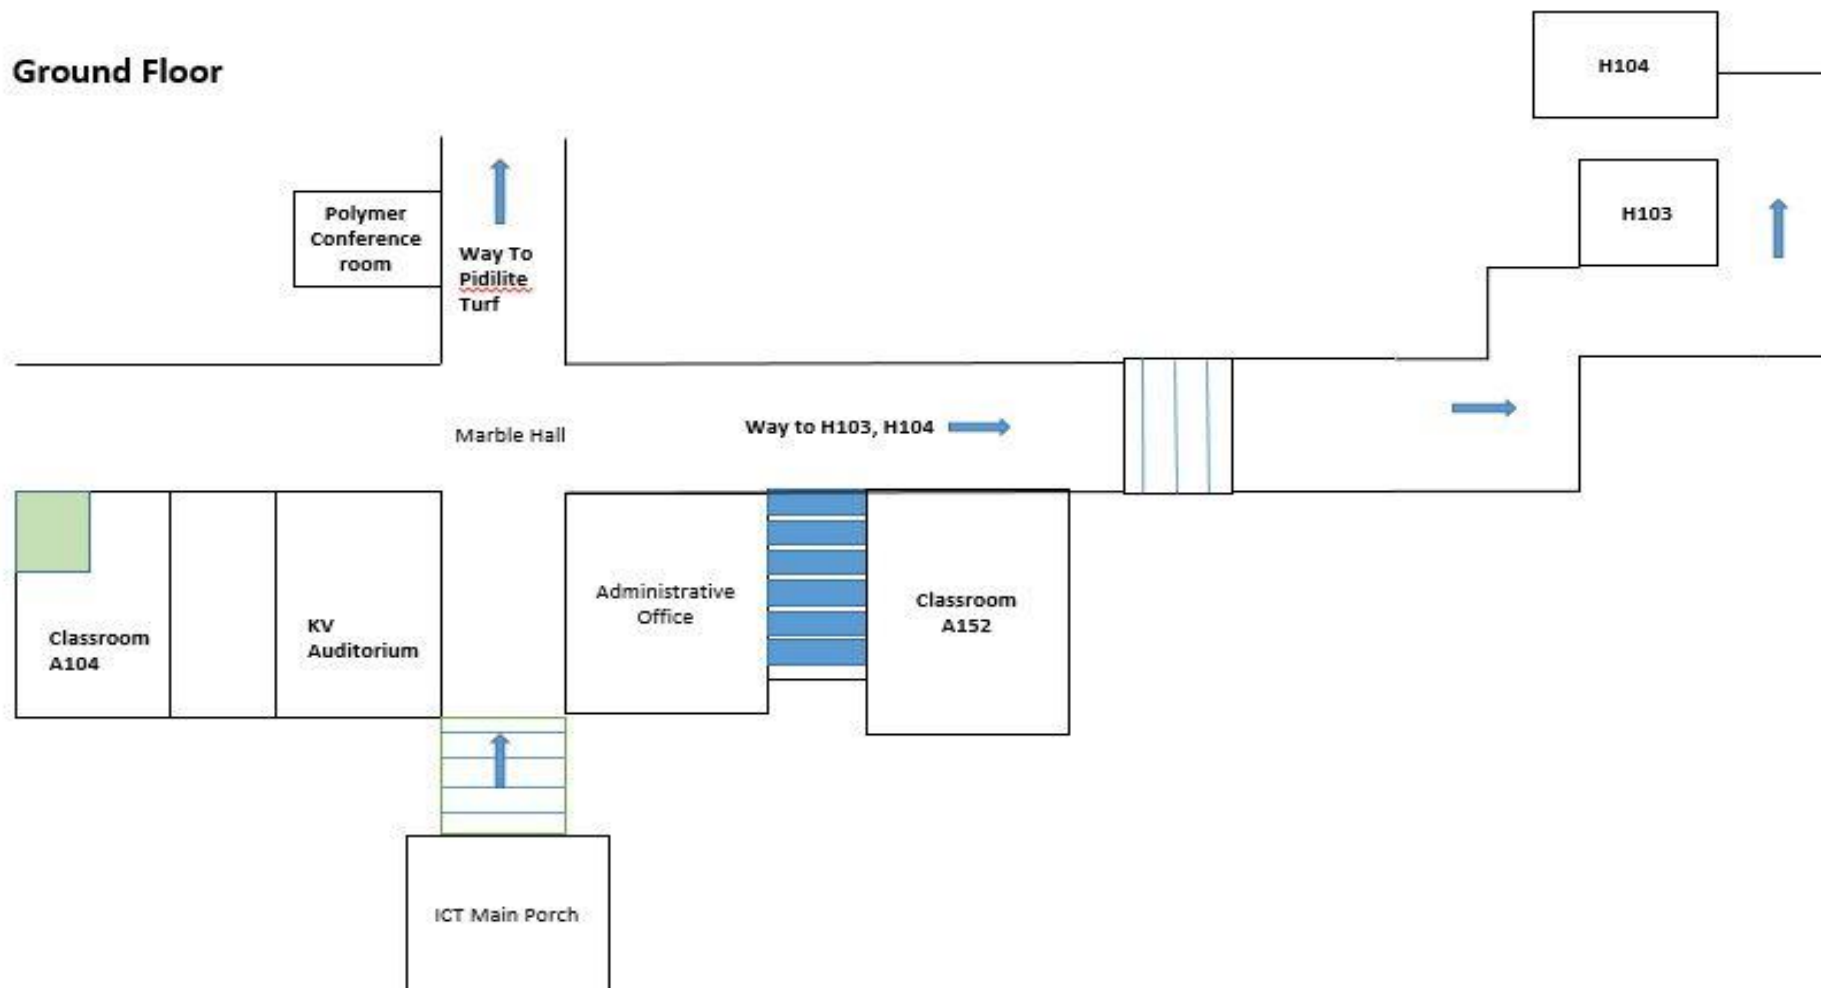 Ground Floor
H104
H103
Polymer
Conference
room
Way To
Pidilite
Turf
Marble Hall
Way to H103, H104
Classroom
A104
KV
Auditorium
Administrative
Office
Classroom
A152
ICT Main Porch